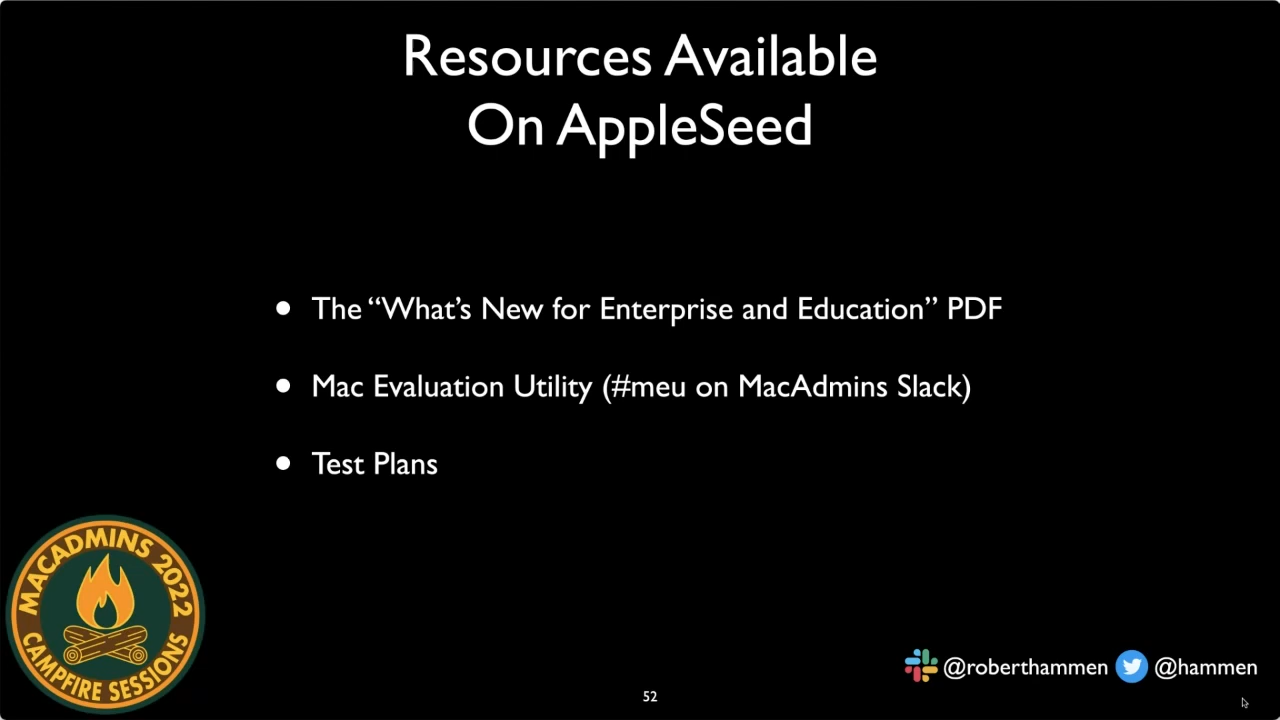 Resources Available
On AppleSeed
• The “What’s New for Enterprise and Education” PDF
• Mac Evaluation Utility (#meu on MacAdmins Slack)
• Test Plans
MACADMINS 2022
CAMPFIRE SESSIONS
@roberthammen @hammen
52